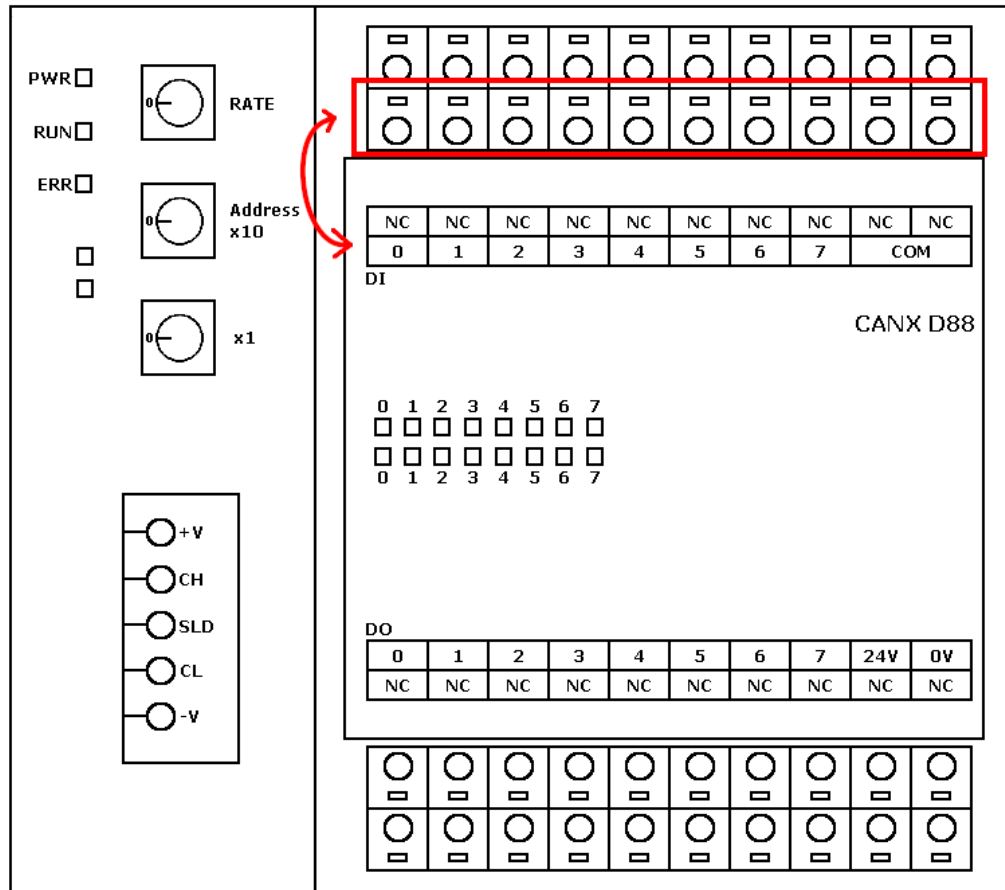 PWR
RUN
ERR
0 RATE
0 Address x10
0 x1
+V
CH
SLD
CL
-V
NC NC NC NC NC NC NC NC NC NC
0 1 2 3 4 5 6 7 COM
DI
CANX D88
0 1 2 3 4 5 6 7
0 1 2 3 4 5 6 7
DO
0 1 2 3 4 5 6 7 24V 0V
NC NC NC NC NC NC NC NC NC NC